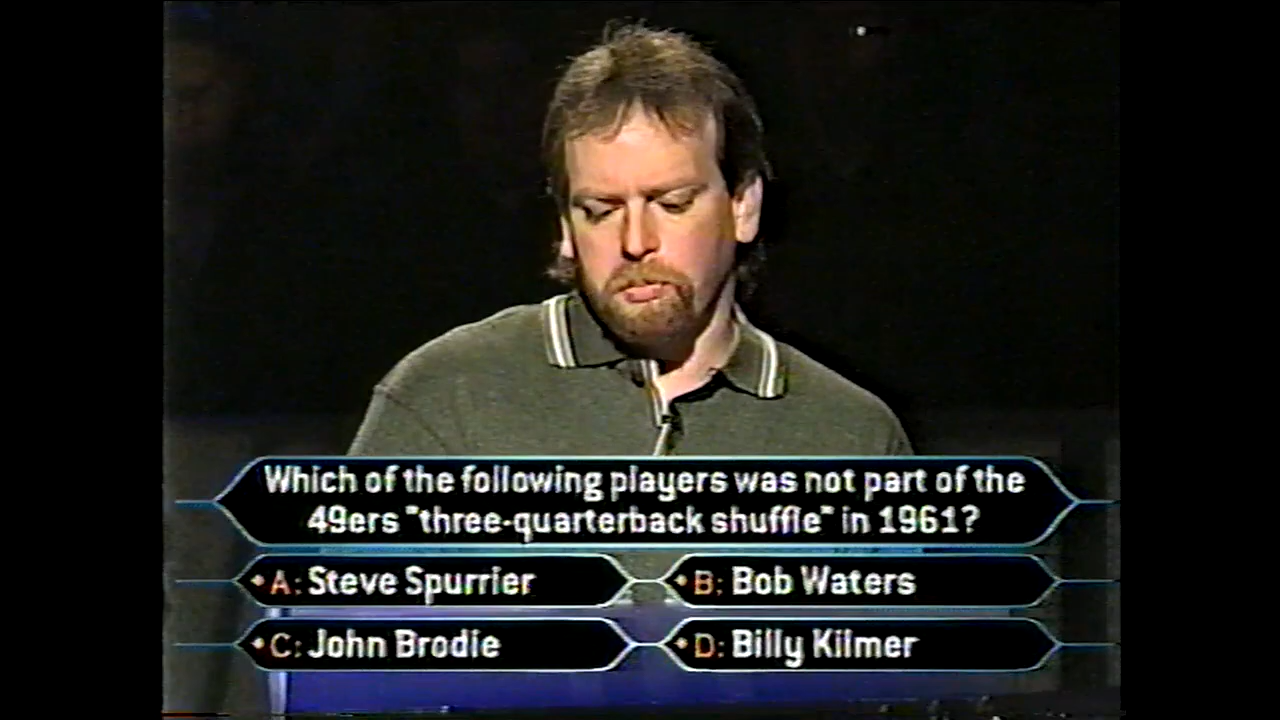 Which of the following players was not part of the
49ers "three-quarterback shuffle" in 1961?
A: Steve Spurrier
B: Bob Waters
C: John Brodie
D: Billy Kilmer